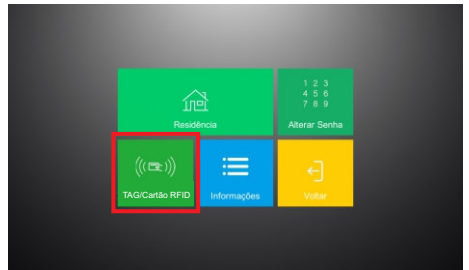 1 2 3
4 5 6
7 8 9
Residência
Alterar Senha
TAG/Cartão RFID
Informações
Voltar